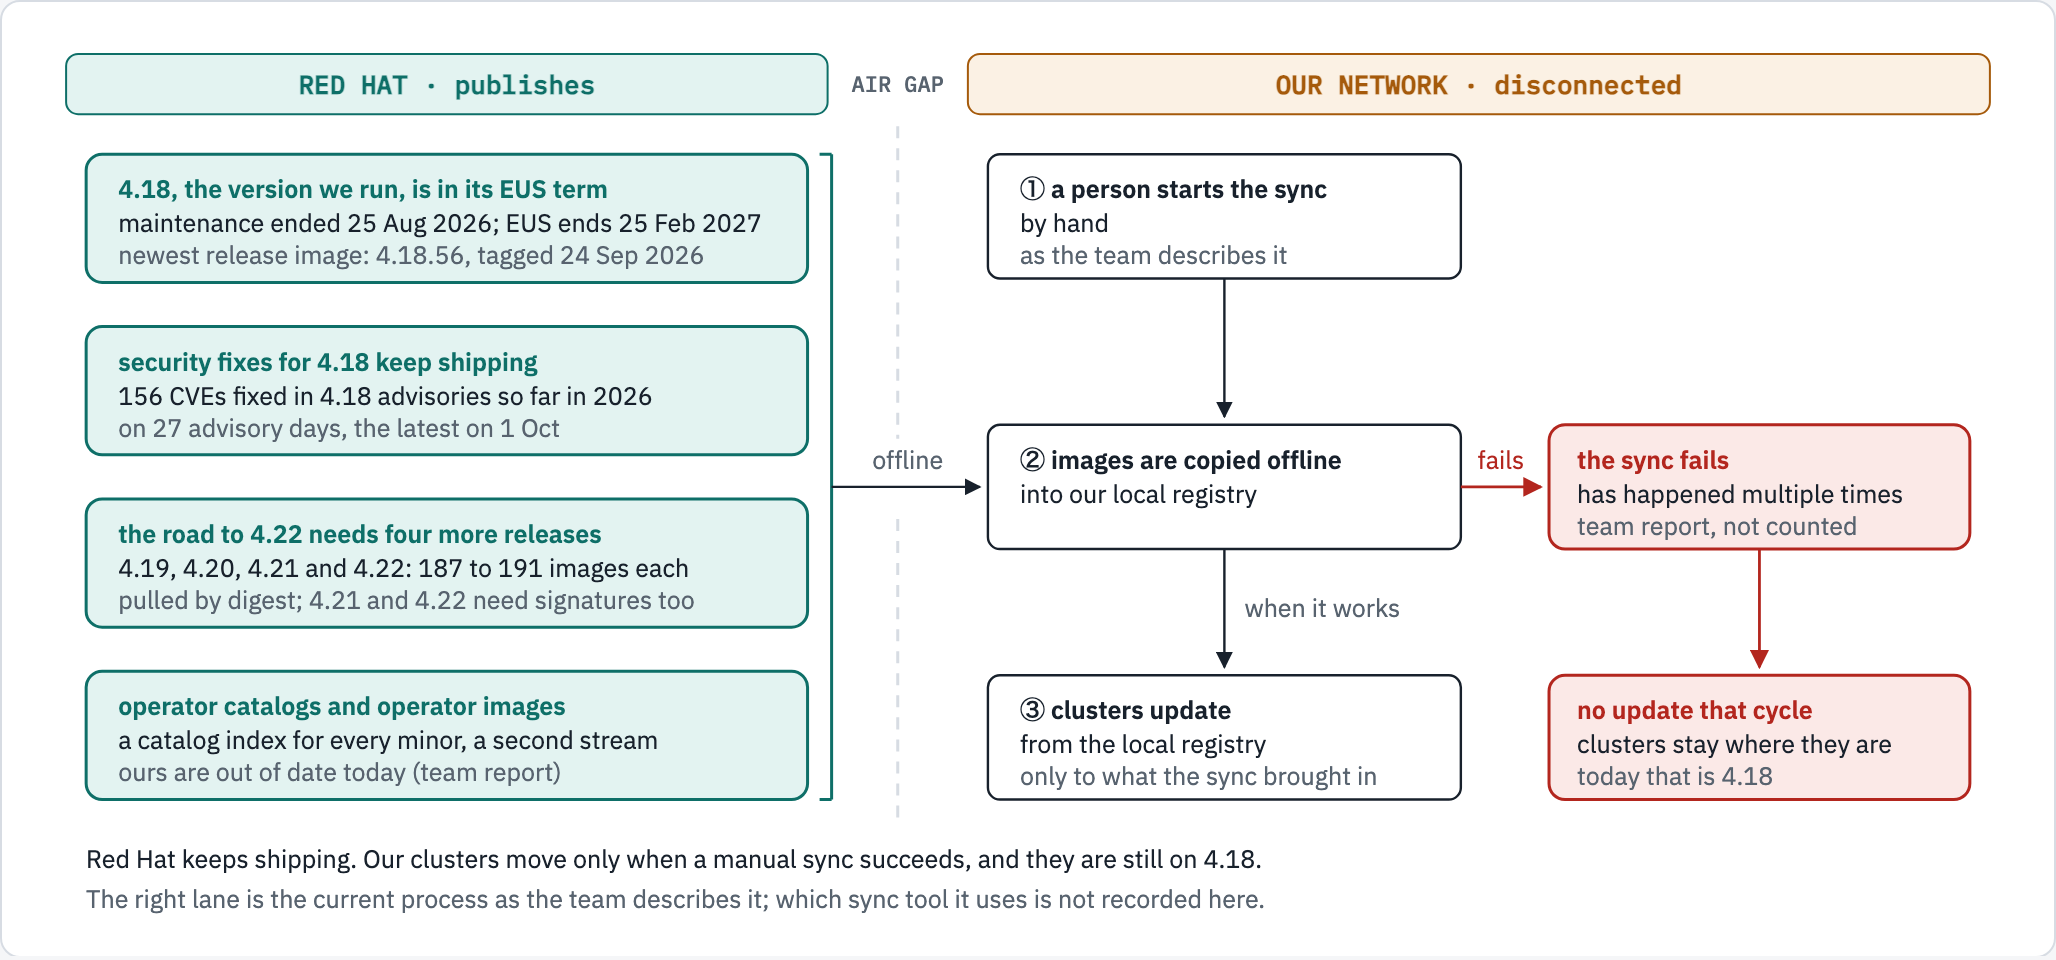 RED HAT · publishes
AIR GAP
OUR NETWORK · disconnected
4.18, the version we run, is in its EUS term
maintenance ended 25 Aug 2026; EUS ends 25 Feb 2027
newest release image: 4.18.56, tagged 24 Sep 2026
security fixes for 4.18 keep shipping
156 CVEs fixed in 4.18 advisories so far in 2026
on 27 advisory days, the latest on 1 Oct
the road to 4.22 needs four more releases
4.19, 4.20, 4.21 and 4.22: 187 to 191 images each
pulled by digest; 4.21 and 4.22 need signatures too
operator catalogs and operator images
a catalog index for every minor, a second stream
ours are out of date today (team report)
offline
① a person starts the sync
by hand
as the team describes it
② images are copied offline
into our local registry
fails
the sync fails
has happened multiple times
team report, not counted
when it works
③ clusters update
from the local registry
only to what the sync brought in
no update that cycle
clusters stay where they are
today that is 4.18
Red Hat keeps shipping. Our clusters move only when a manual sync succeeds, and they are still on 4.18.
The right lane is the current process as the team describes it; which sync tool it uses is not recorded here.